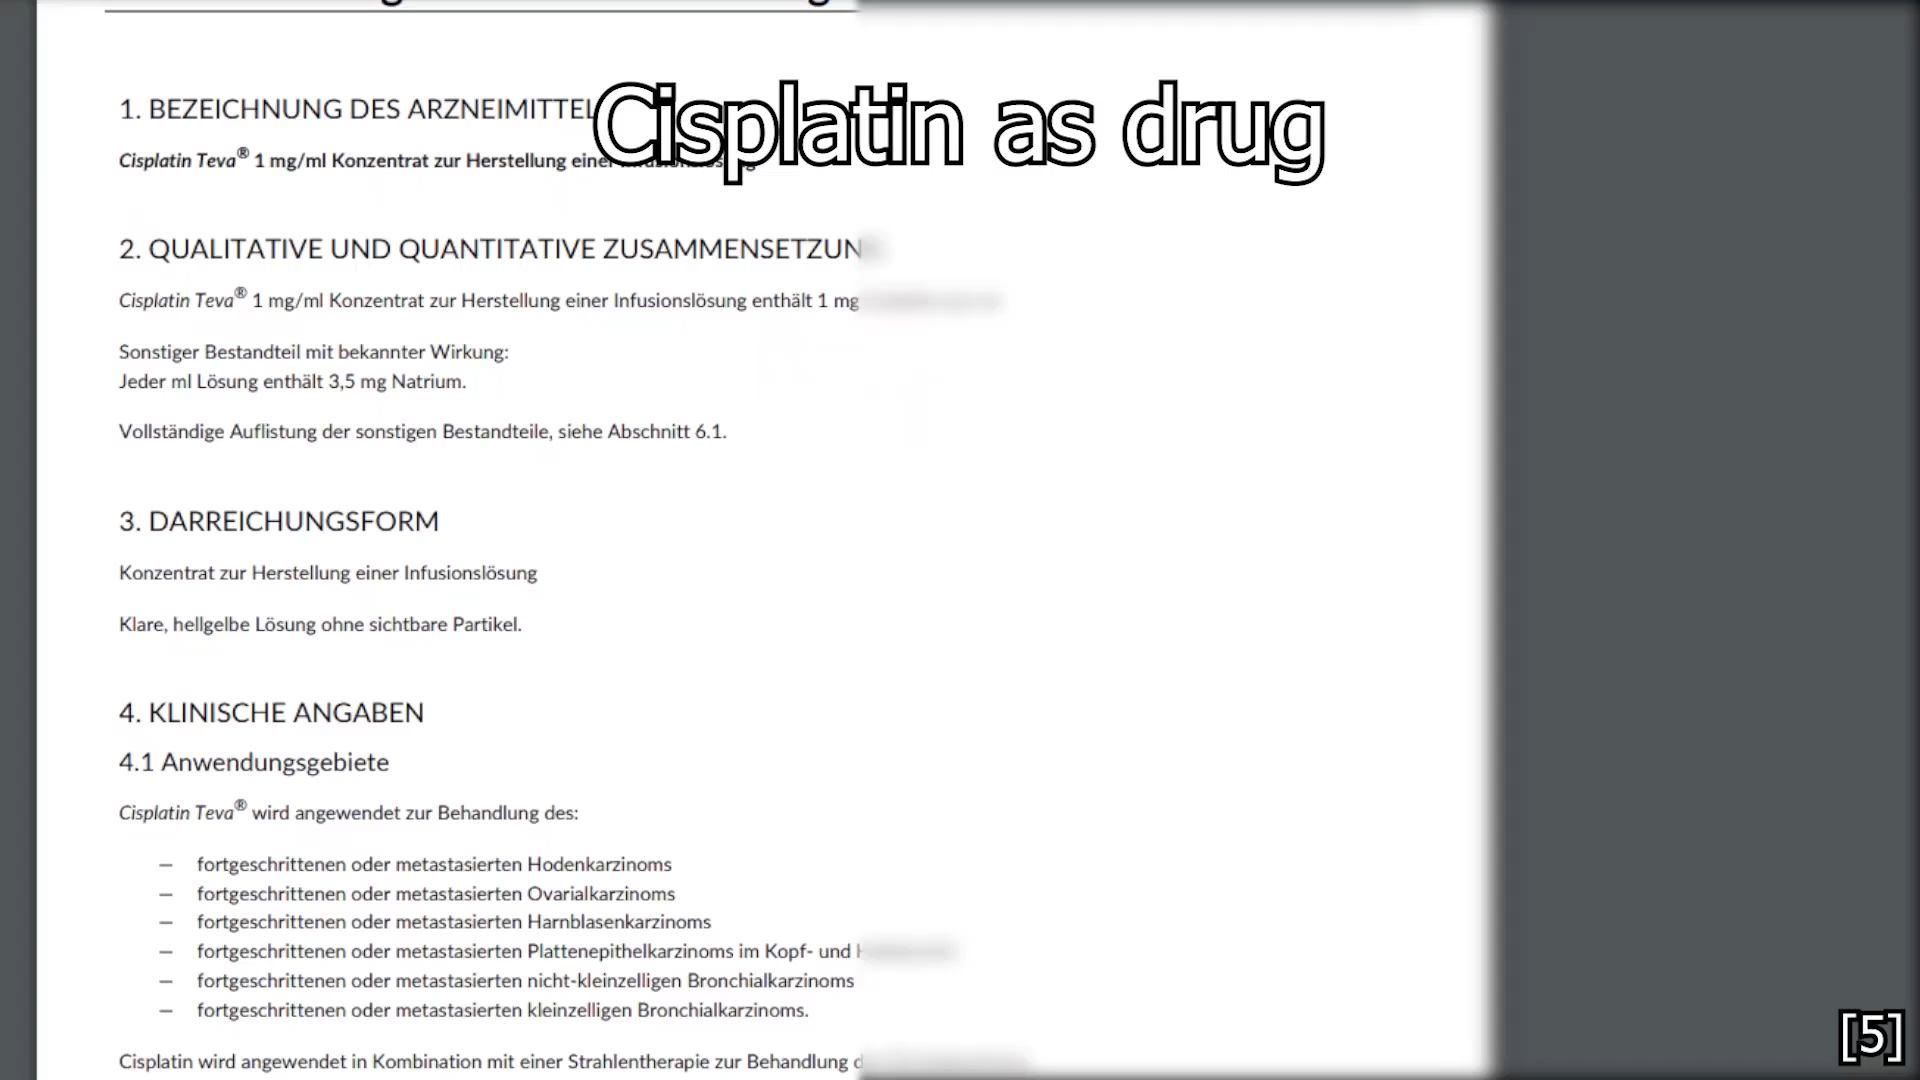 Cisplatin as drug
1. BEZEICHNUNG DES ARZNEIMITTEL
Cisplatin Teva® 1 mg/ml Konzentrat zur Herstellung einer
2. QUALITATIVE UND QUANTITATIVE ZUSAMMENSETZUN
Cisplatin Teva® 1 mg/ml Konzentrat zur Herstellung einer Infusionslösung enthält 1 mg
Sonstiger Bestandteil mit bekannter Wirkung:
Jeder ml Lösung enthält 3,5 mg Natrium.
Vollständige Auflistung der sonstigen Bestandteile, siehe Abschnitt 6.1.
3. DARREICHUNGSFORM
Konzentrat zur Herstellung einer Infusionslösung
Klare, hellgelbe Lösung ohne sichtbare Partikel.
4. KLINISCHE ANGABEN
4.1 Anwendungsgebiete
Cisplatin Teva® wird angewendet zur Behandlung des:
– fortgeschrittenen oder metastasierten Hodenkarzinoms
– fortgeschrittenen oder metastasierten Ovarialkarzinoms
– fortgeschrittenen oder metastasierten Harnblasenkarzinoms
– fortgeschrittenen oder metastasierten Plattenepithelkarzinoms im Kopf- und
– fortgeschrittenen oder metastasierten nicht-kleinzelligen Bronchialkarzinoms
– fortgeschrittenen oder metastasierten kleinzelligen Bronchialkarzinoms.
Cisplatin wird angewendet in Kombination mit einer Strahlentherapie zur Behandlung
[5]